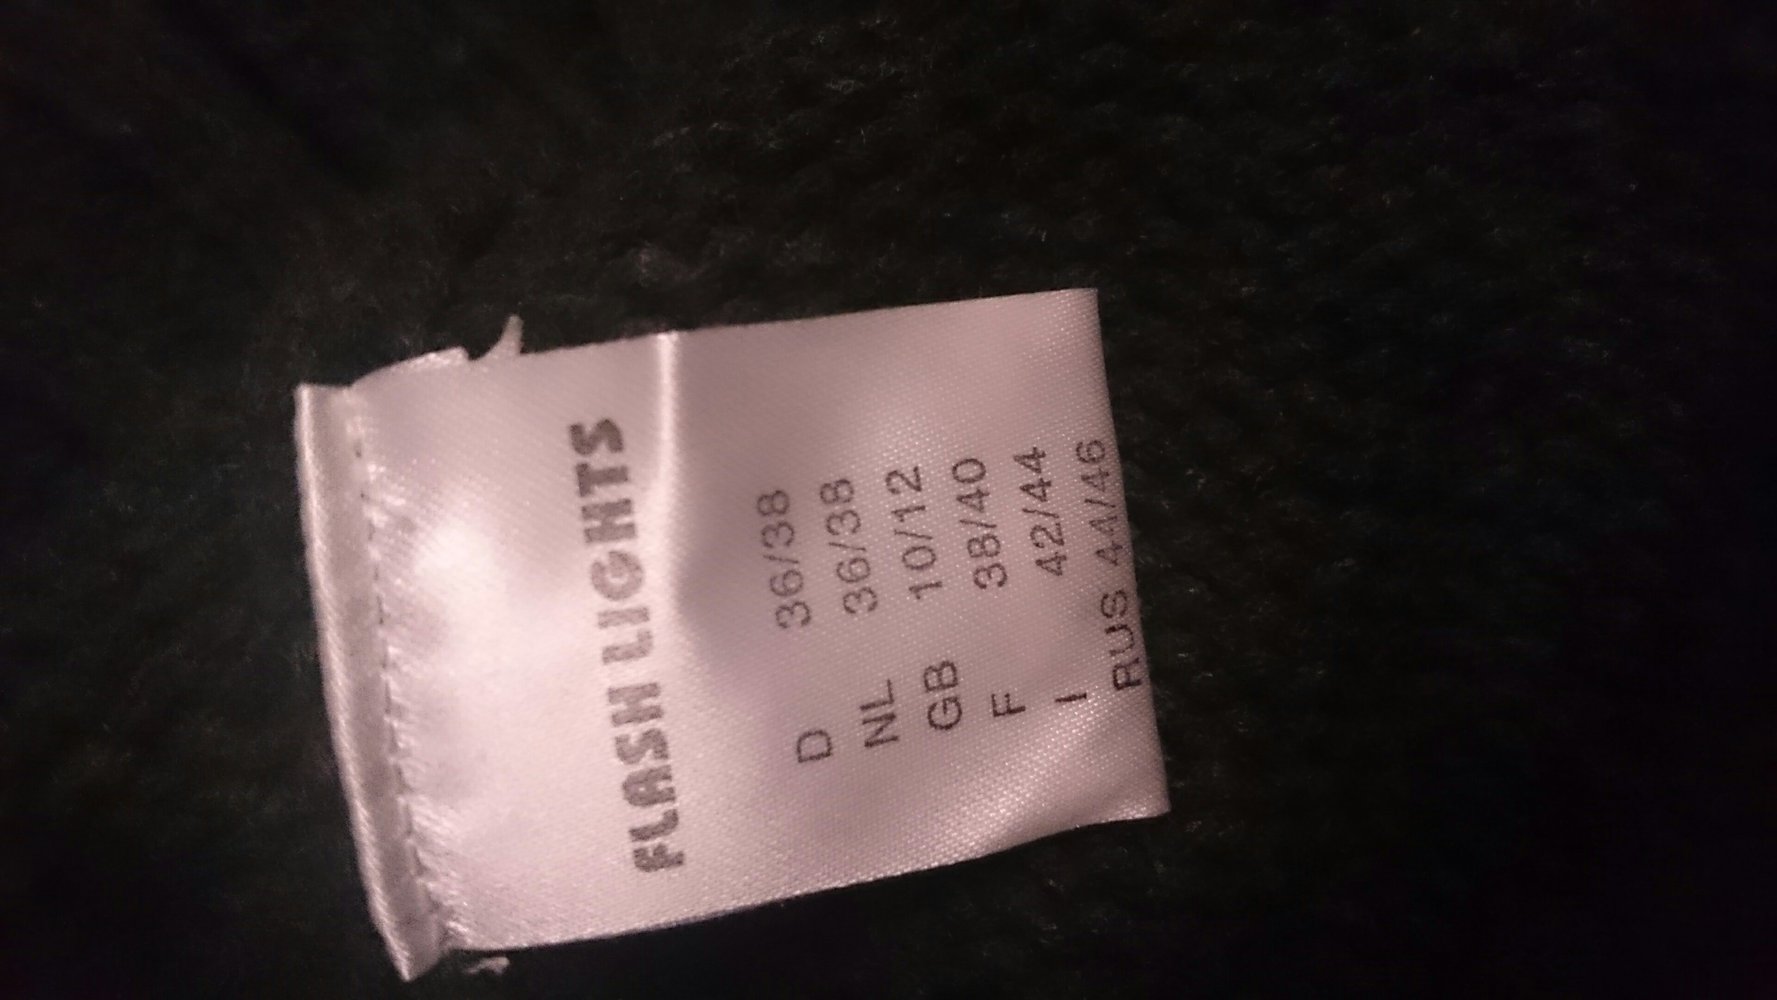 FLASH LIGHTS
D 36/38
NL 36/38
GB 10/12
F 38/40
I 42/44
RUS 44/46